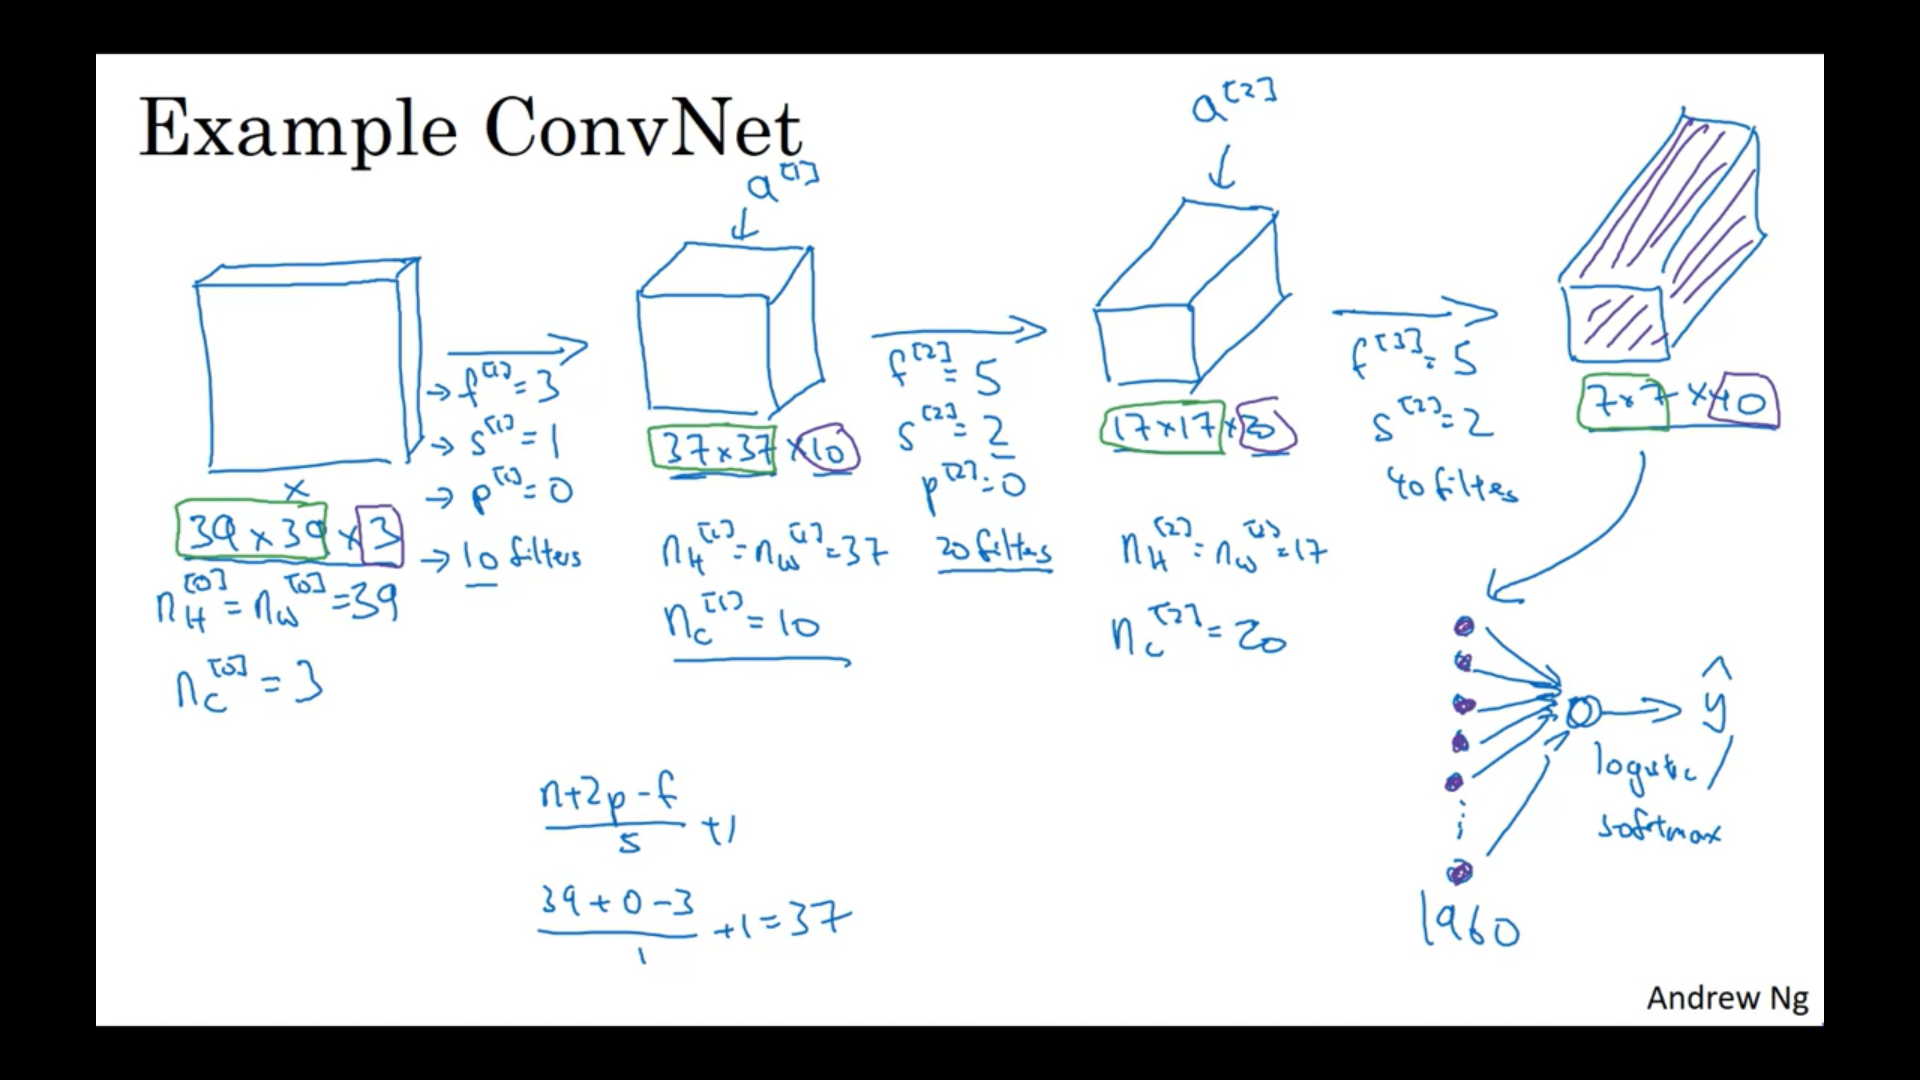 Example ConvNet
x
39 x 39 x 3
n_H^[0] = n_W^[0] = 39
n_C^[0] = 3
→ f^[1] = 3
→ s^[1] = 1
→ p^[1] = 0
→ 10 filters
a^[1]
↓
37 x 37 x 10
n_H^[1] = n_W^[1] = 37
n_C^[1] = 10
f^[2] = 5
s^[2] = 2
p^[2] = 0
20 filters
a^[2]
↓
17 x 17 x 20
n_H^[2] = n_W^[2] = 17
n_C^[2] = 20
f^[3] = 5
s^[2] = 2
40 filters
7 x 7 x 40
1960
ŷ
logistic /
softmax
n + 2p - f
s
+ 1
39 + 0 - 3
1
+ 1 = 37
Andrew Ng